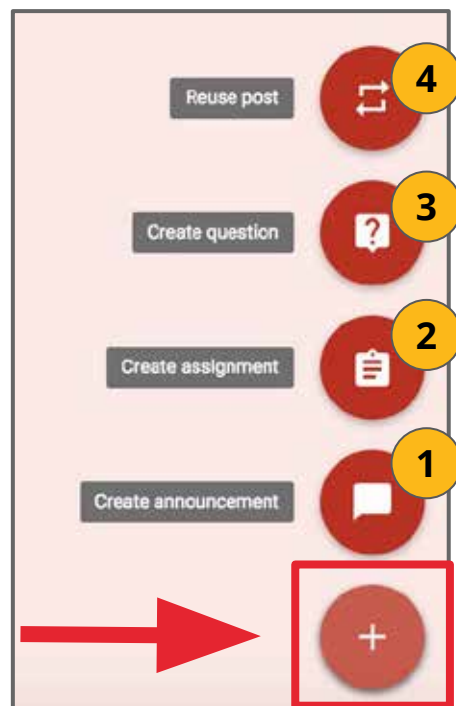 4
Reuse post
3
Create question
2
Create assignment
1
Create announcement
+